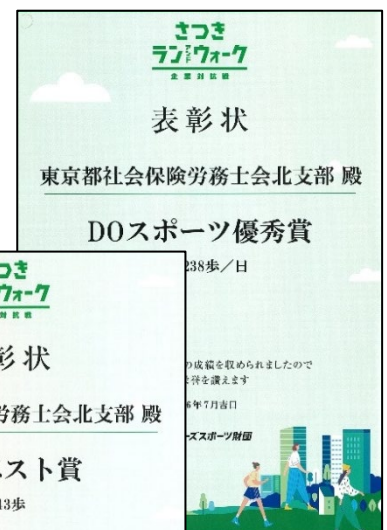 さつき
ランアンドウォーク
企業対抗戦
表彰状
東京都社会保険労務士会北支部 殿
DOスポーツ優秀賞
238歩／日
の成績を収められましたので
を讃えます
6年7月吉日
ーズスポーツ財団
つき
ウォーク
対抗戦
彰状
労務士会北支部 殿
スト賞
13歩